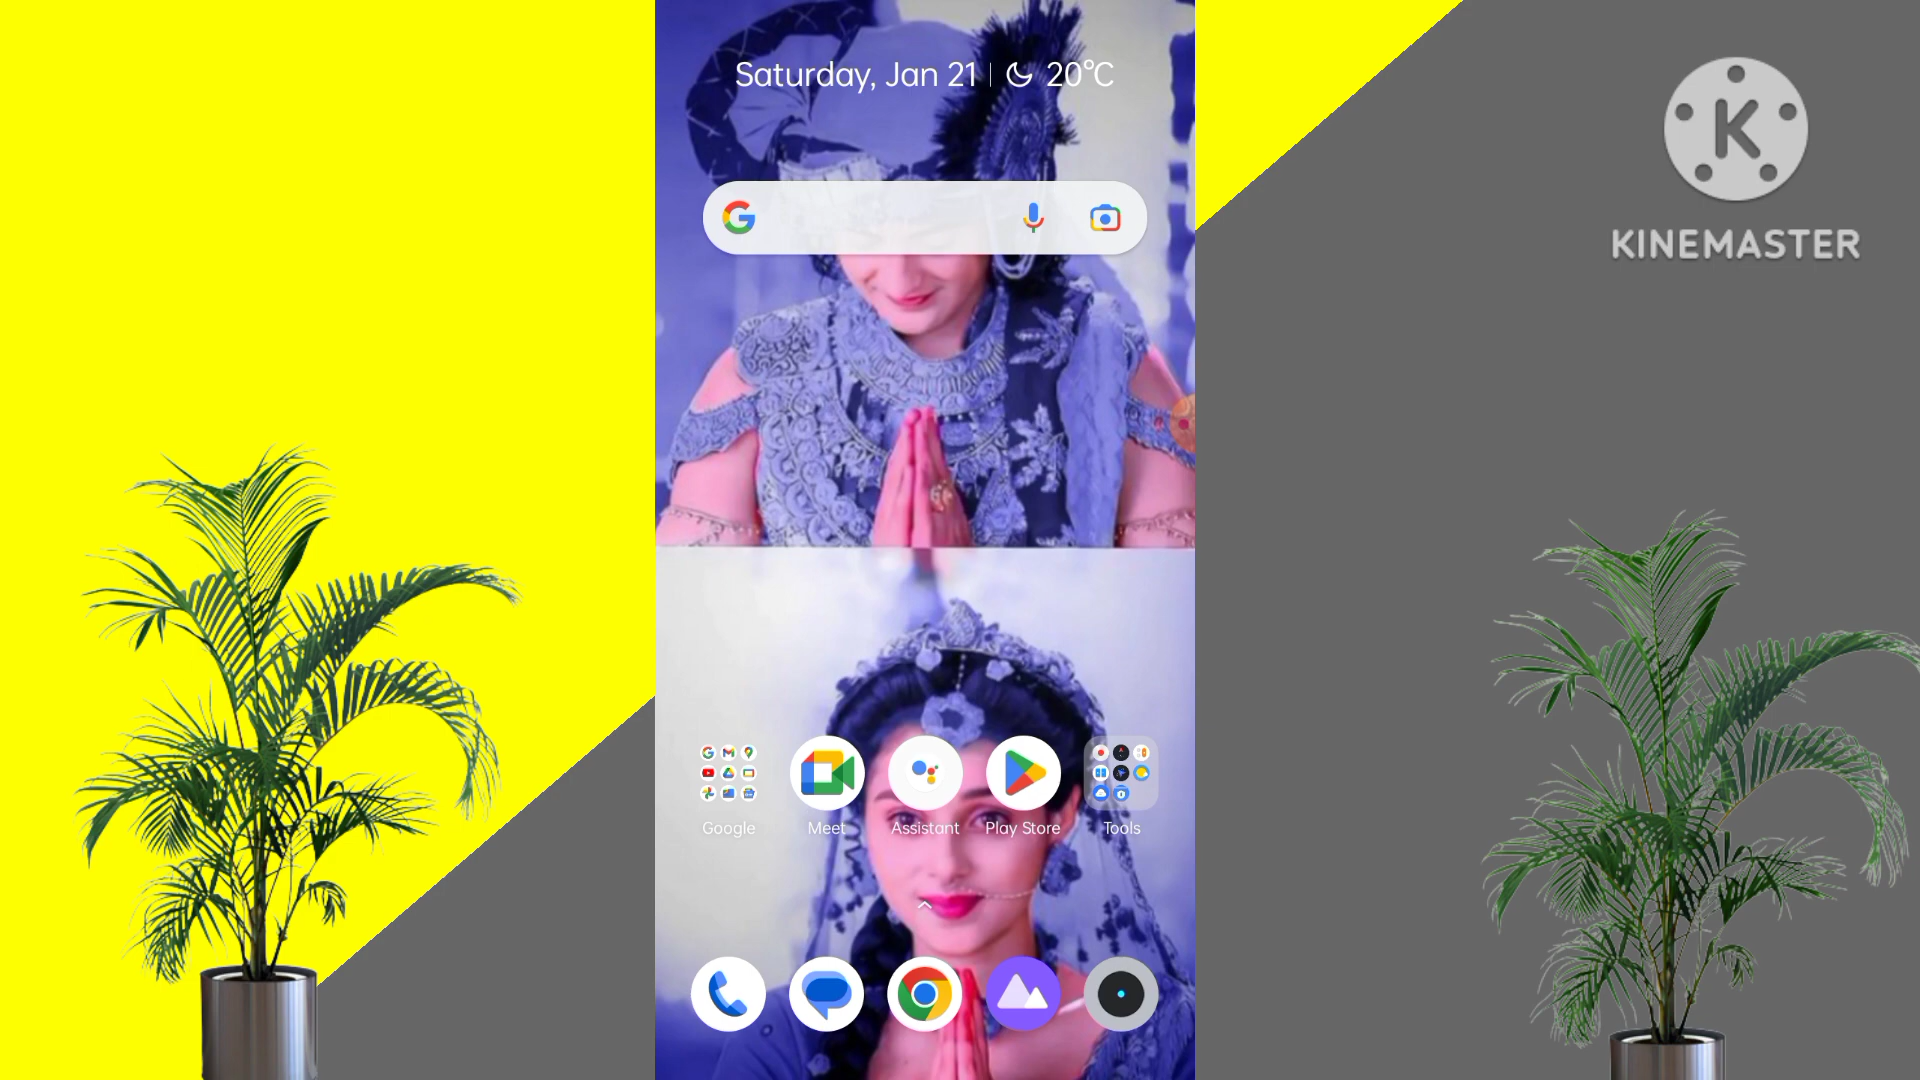 Saturday, Jan 21 | 20°C
K
KINEMASTER
Google Meet Assistant Play Store Tools